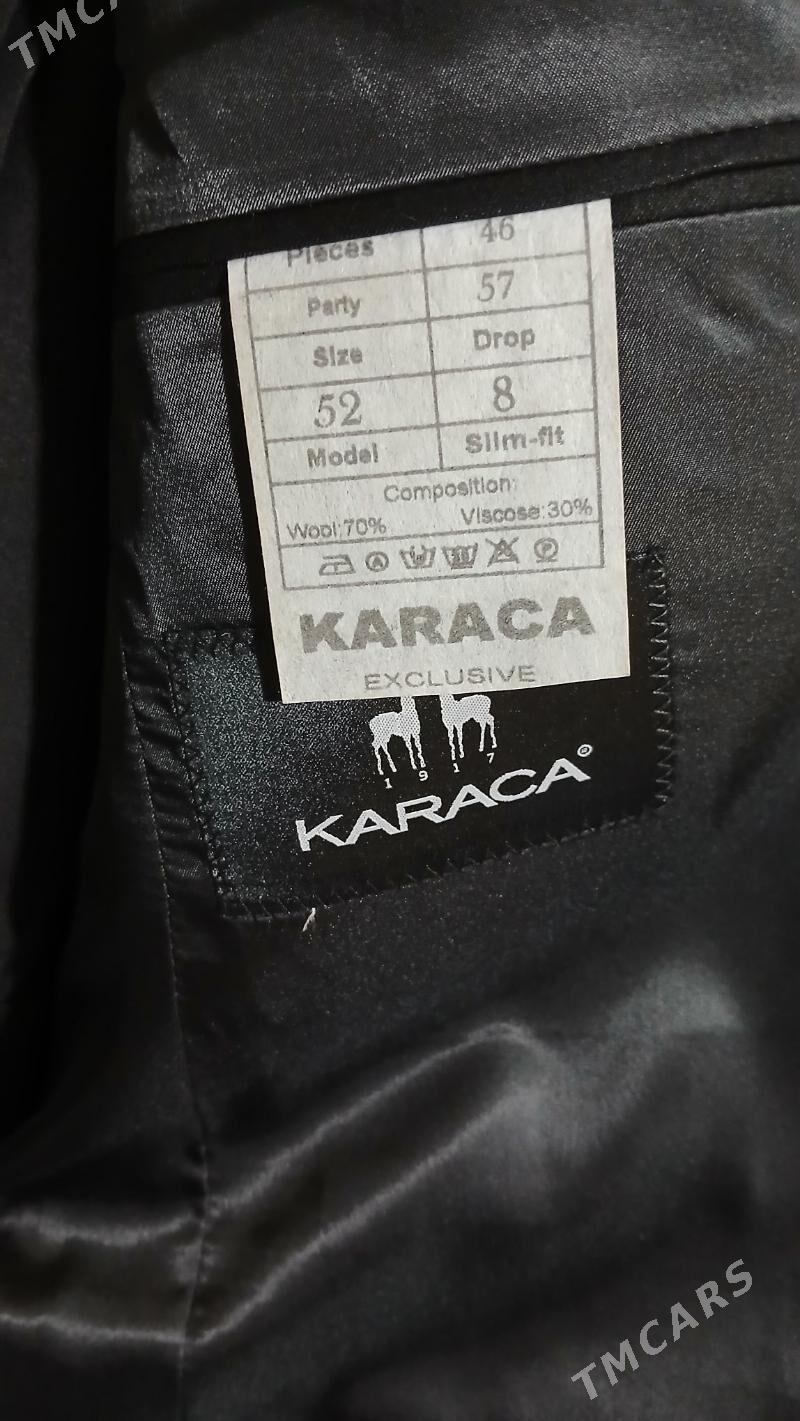 TMCA
Pieces 46
Party 57
Size Drop
52 8
Model Slim-fit
Composition:
Wool:70% Viscose:30%
KARACA
EXCLUSIVE
1 9 1 7
KARACA®
TMCARS